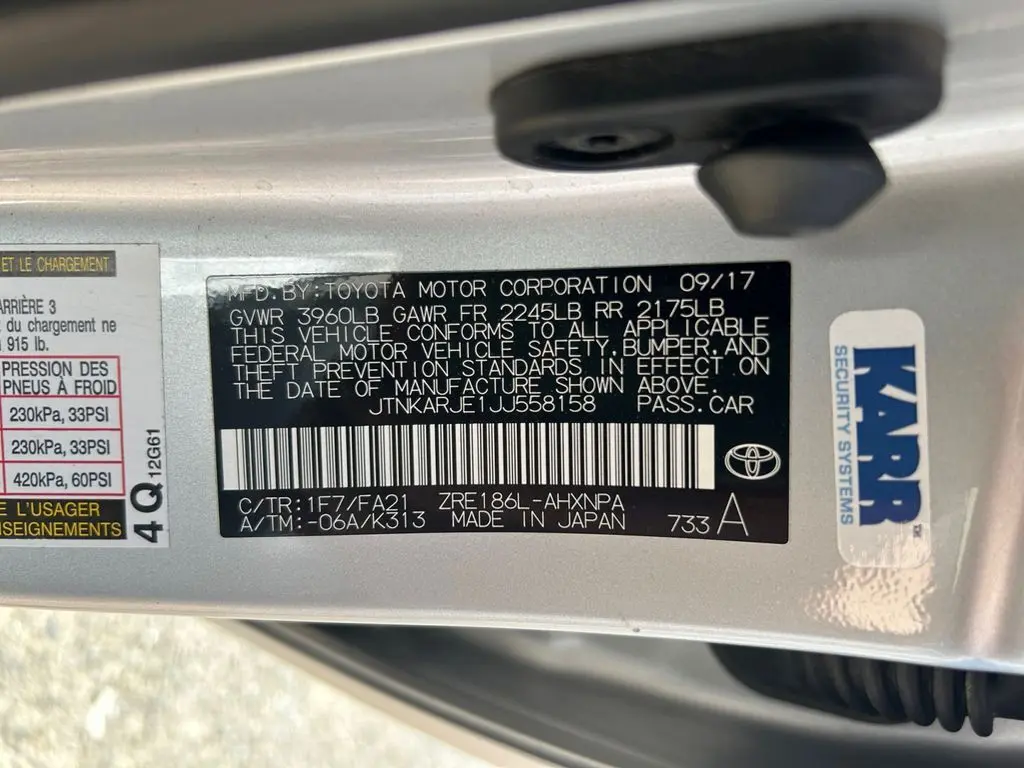 ET LE CHARGEMENT
ARRIÈRE 3
du chargement ne
915 lb.
PRESSION DES
PNEUS À FROID
230kPa, 33PSI
230kPa, 33PSI
420kPa, 60PSI
E L'USAGER
NSEIGNEMENTS
4Q 12G61
MFD. BY: TOYOTA MOTOR CORPORATION 09/17
GVWR 3960LB GAWR FR 2245LB RR 2175LB
THIS VEHICLE CONFORMS TO ALL APPLICABLE
FEDERAL MOTOR VEHICLE SAFETY, BUMPER, AND
THEFT PREVENTION STANDARDS IN EFFECT ON
THE DATE OF MANUFACTURE SHOWN ABOVE.
JTNKARJE1JJ558158 PASS.CAR
C/TR:1F7/FA21 ZRE186L-AHXNPA
A/TM:-06A/K313 MADE IN JAPAN 733 A
KARR
SECURITY SYSTEMS
TM